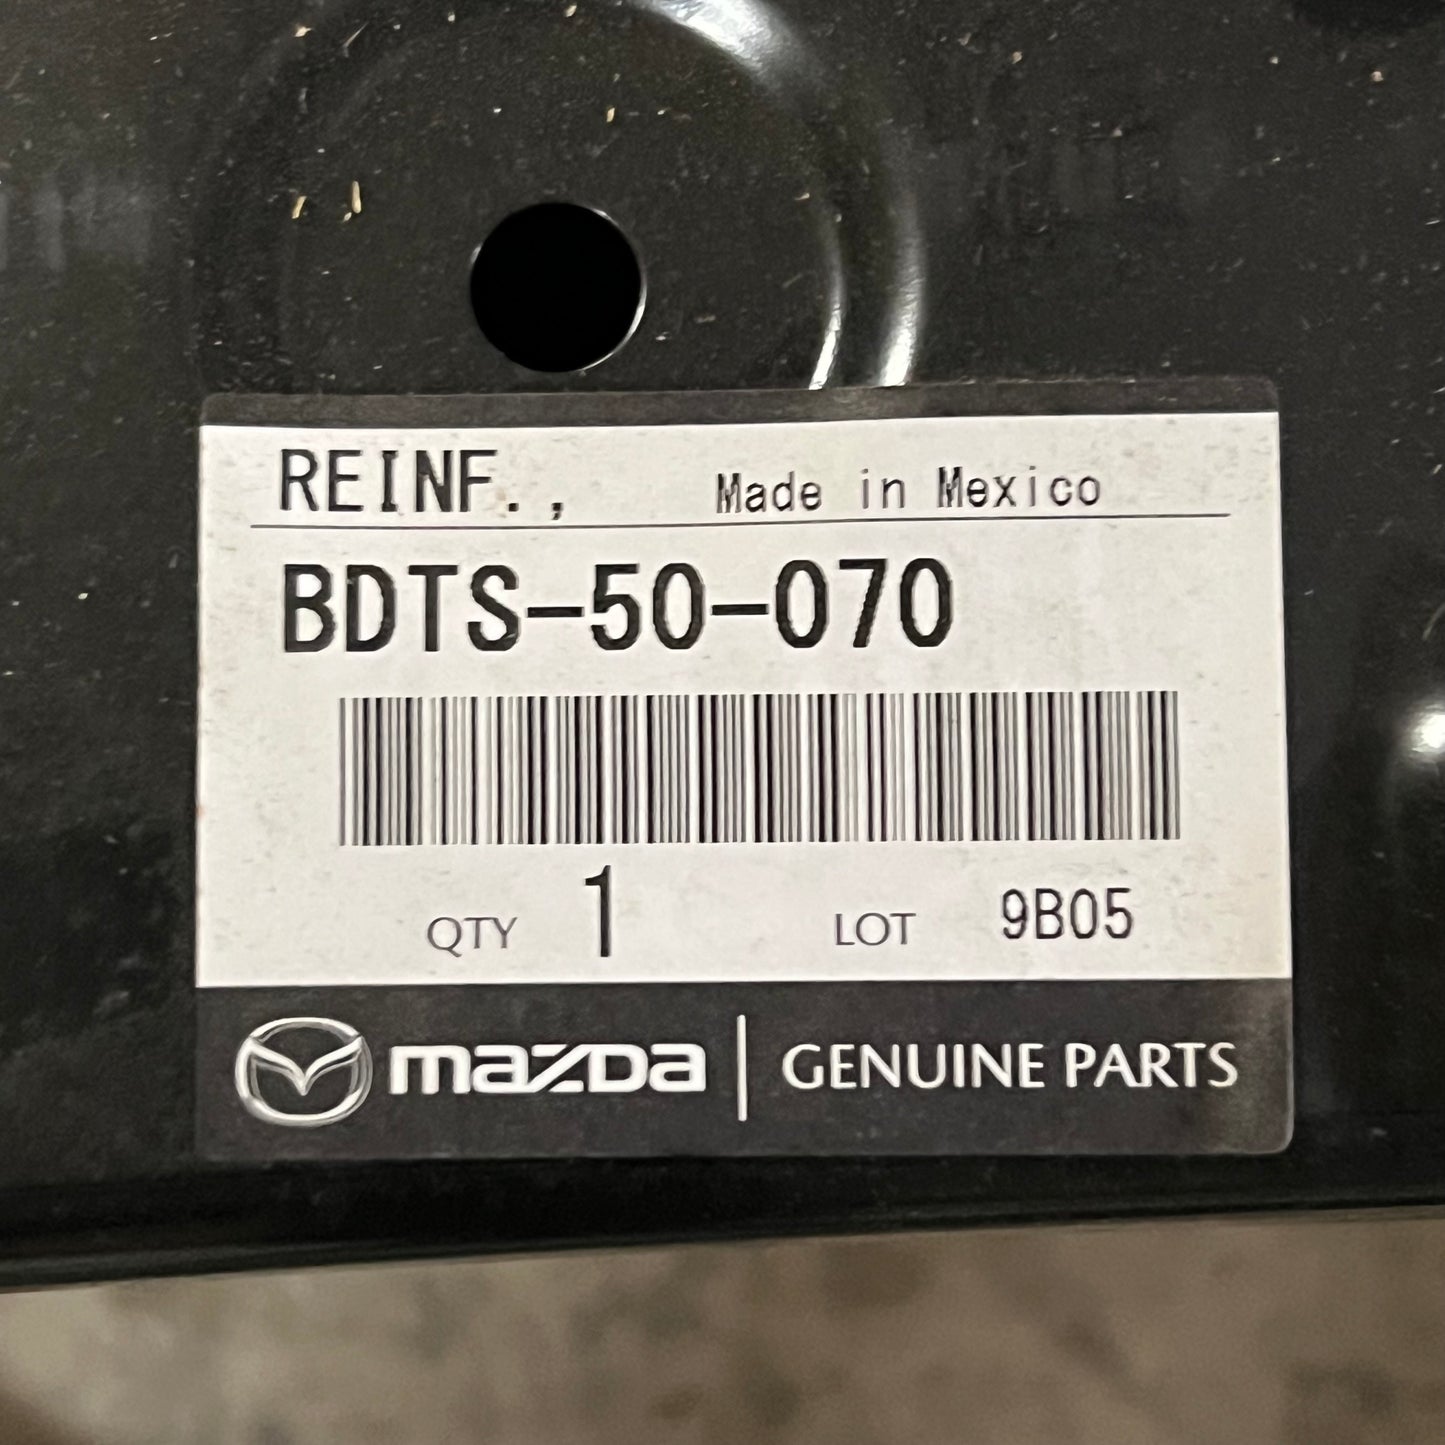 REINF., Made in Mexico
BDTS-50-070
QTY 1 LOT 9B05
mazda | GENUINE PARTS